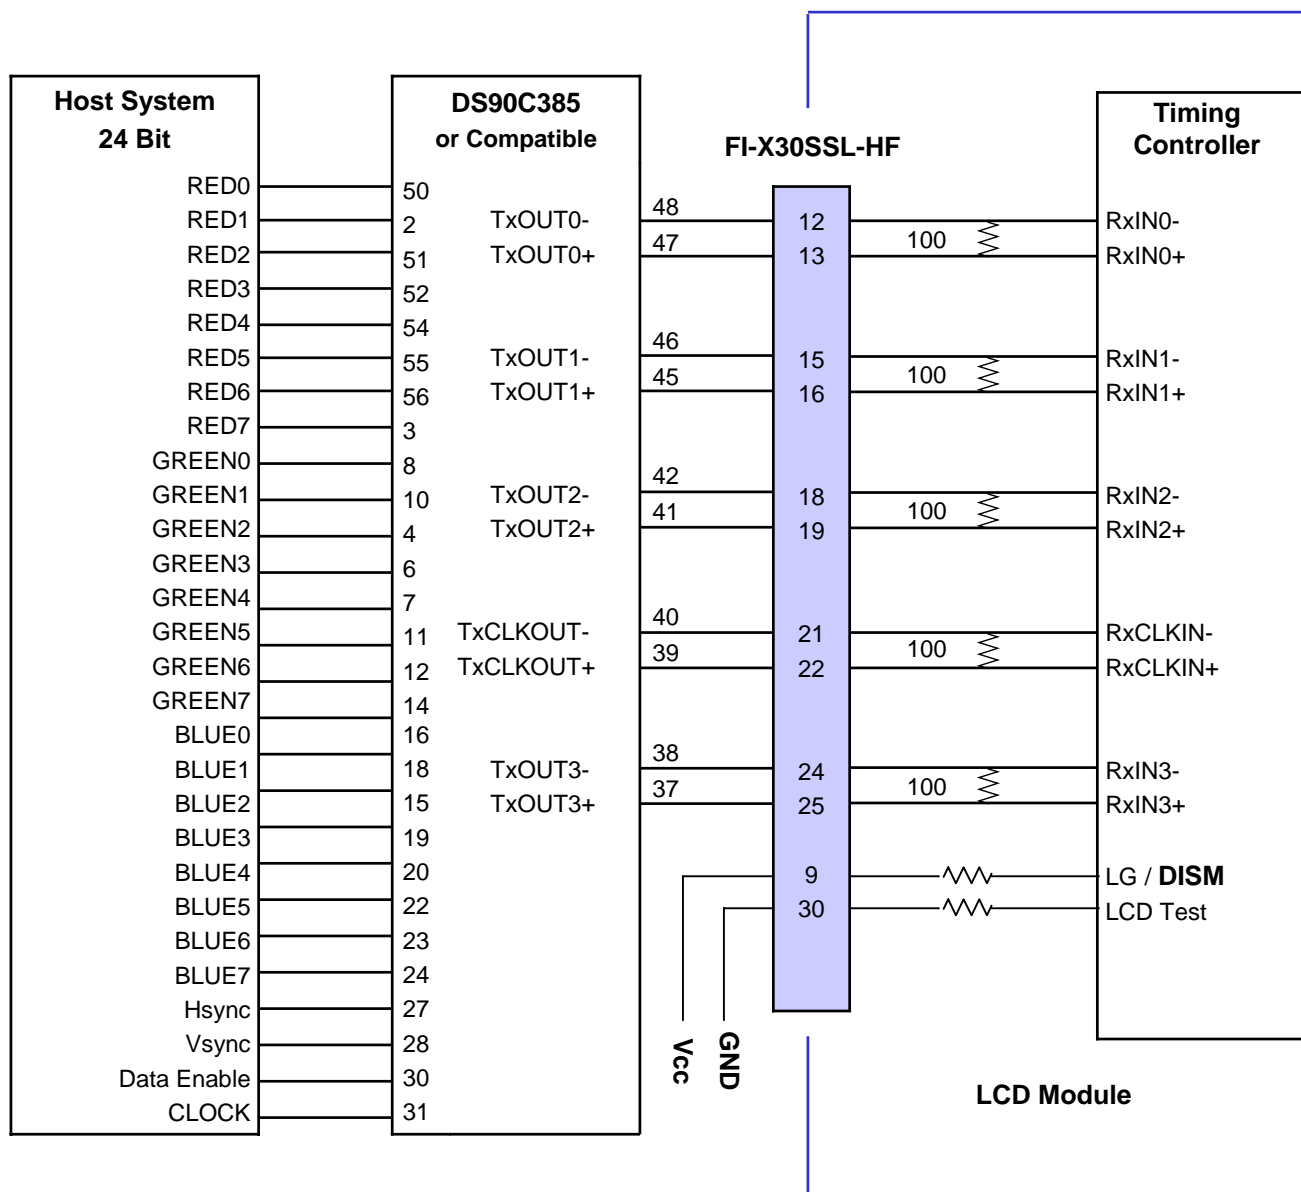 Host System
24 Bit
RED0
RED1
RED2
RED3
RED4
RED5
RED6
RED7
GREEN0
GREEN1
GREEN2
GREEN3
GREEN4
GREEN5
GREEN6
GREEN7
BLUE0
BLUE1
BLUE2
BLUE3
BLUE4
BLUE5
BLUE6
BLUE7
Hsync
Vsync
Data Enable
CLOCK
DS90C385
or Compatible
50
2
51
52
54
55
56
3
8
10
4
6
7
11
12
14
16
18
15
19
20
22
23
24
27
28
30
31
TxOUT0-
TxOUT0+
TxOUT1-
TxOUT1+
TxOUT2-
TxOUT2+
TxCLKOUT-
TxCLKOUT+
TxOUT3-
TxOUT3+
48
47
46
45
42
41
40
39
38
37
Vcc
GND
FI-X30SSL-HF
12
13
15
16
18
19
21
22
24
25
9
30
100
100
100
100
100
Timing
Controller
RxIN0-
RxIN0+
RxIN1-
RxIN1+
RxIN2-
RxIN2+
RxCLKIN-
RxCLKIN+
RxIN3-
RxIN3+
LG / DISM
LCD Test
LCD Module